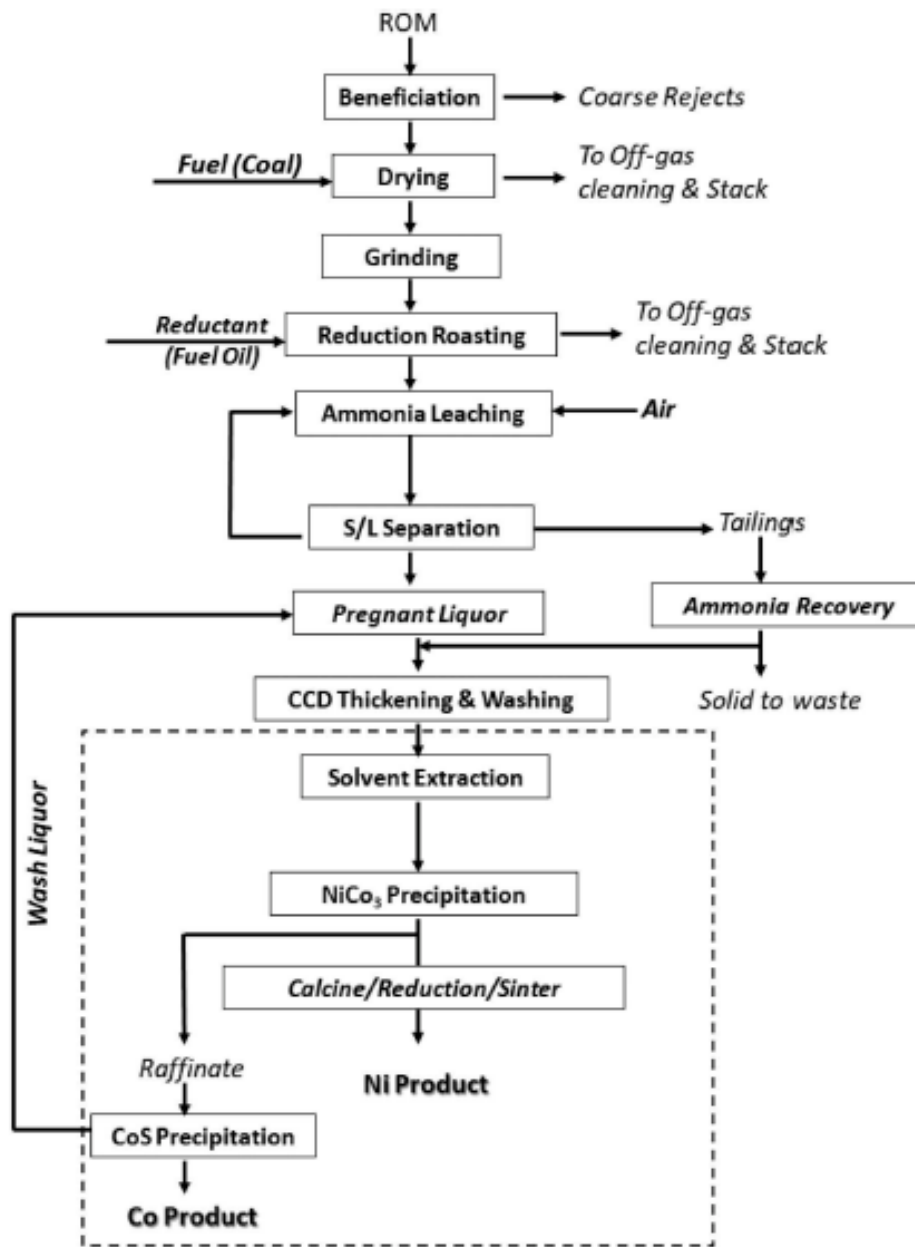 ROM
Beneficiation
Coarse Rejects
Fuel (Coal)
Drying
To Off-gas
cleaning & Stack
Grinding
Reductant
(Fuel Oil)
Reduction Roasting
To Off-gas
cleaning & Stack
Ammonia Leaching
Air
S/L Separation
Tailings
Pregnant Liquor
Ammonia Recovery
CCD Thickening & Washing
Solid to waste
Solvent Extraction
Wash Liquor
NiCo₃ Precipitation
Calcine/Reduction/Sinter
Raffinate
Ni Product
CoS Precipitation
Co Product